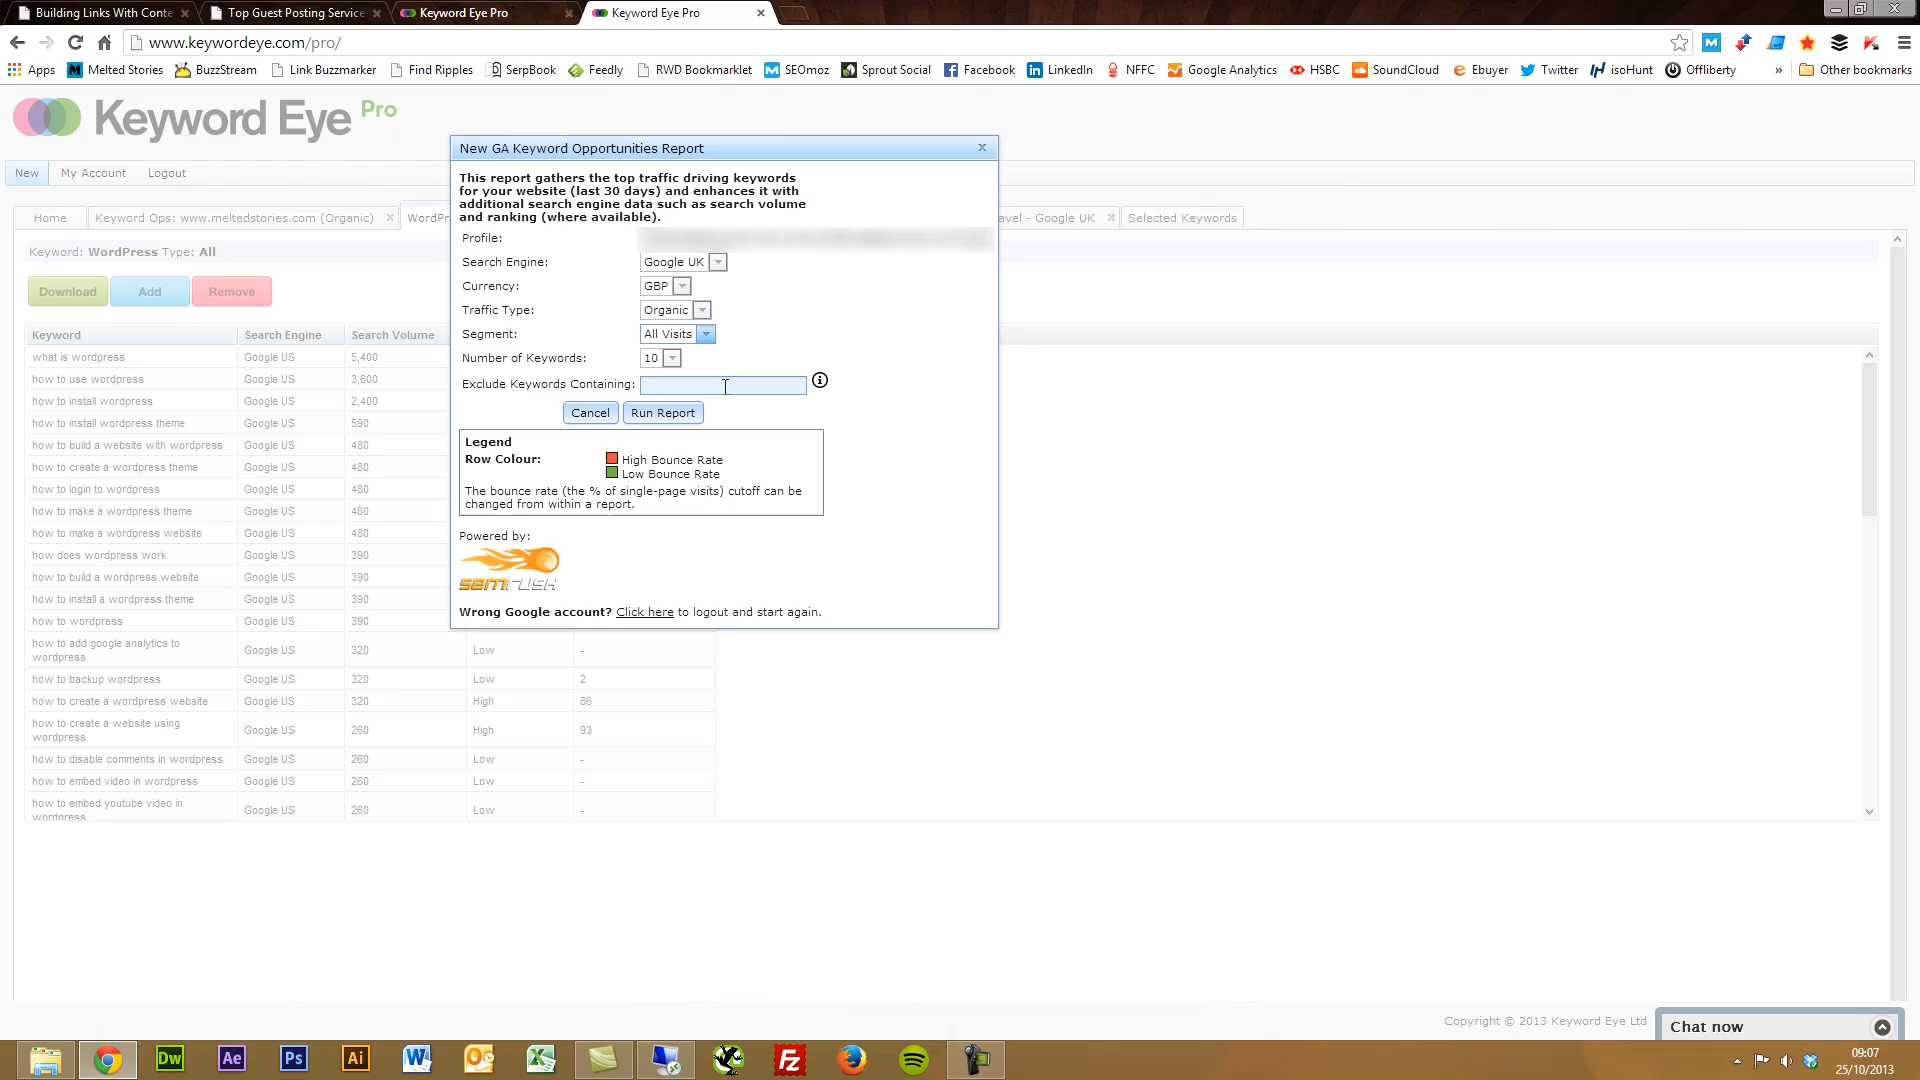 Building Links With Conte
Top Guest Posting Service
Keyword Eye Pro
Keyword Eye Pro
www.keywordeye.com/pro/
Apps
Melted Stories
BuzzStream
Link Buzzmarker
Find Ripples
SerpBook
Feedly
RWD Bookmarklet
SEOmoz
Sprout Social
Facebook
LinkedIn
NFFC
Google Analytics
HSBC
SoundCloud
Ebuyer
Twitter
isoHunt
Offliberty
»
Other bookmarks
Keyword Eye Pro
New
My Account
Logout
Home
Keyword Ops: www.meltedstories.com (Organic)
WordPr
avel - Google UK
Selected Keywords
Keyword: WordPress Type: All
Download
Add
Remove
Keyword Search Engine Search Volume
what is wordpress Google US 5,400
how to use wordpress Google US 3,600
how to install wordpress Google US 2,400
how to install wordpress theme Google US 590
how to build a website with wordpress Google US 480
how to create a wordpress theme Google US 480
how to login to wordpress Google US 480
how to make a wordpress theme Google US 480
how to make a wordpress website Google US 480
how does wordpress work Google US 390
how to build a wordpress website Google US 390
how to install a wordpress theme Google US 390
how to wordpress Google US 390
how to add google analytics to
wordpress Google US 320 Low -
how to backup wordpress Google US 320 Low 2
how to create a wordpress website Google US 320 High 86
how to create a website using
wordpress Google US 260 High 93
how to disable comments in wordpress Google US 260 Low -
how to embed video in wordpress Google US 260 Low -
how to embed youtube video in
wordpress Google US 260 Low -
New GA Keyword Opportunities Report
This report gathers the top traffic driving keywords
for your website (last 30 days) and enhances it with
additional search engine data such as search volume
and ranking (where available).
Profile:
Search Engine: Google UK
Currency: GBP
Traffic Type: Organic
Segment: All Visits
Number of Keywords: 10
Exclude Keywords Containing:
Cancel
Run Report
Legend
Row Colour: High Bounce Rate
Low Bounce Rate
The bounce rate (the % of single-page visits) cutoff can be
changed from within a report.
Powered by:
SEMRUSH
Wrong Google account? Click here to logout and start again.
Copyright © 2013 Keyword Eye Ltd
Chat now
Dw
Ae
Ps
Ai
Fz
09:07
25/10/2013